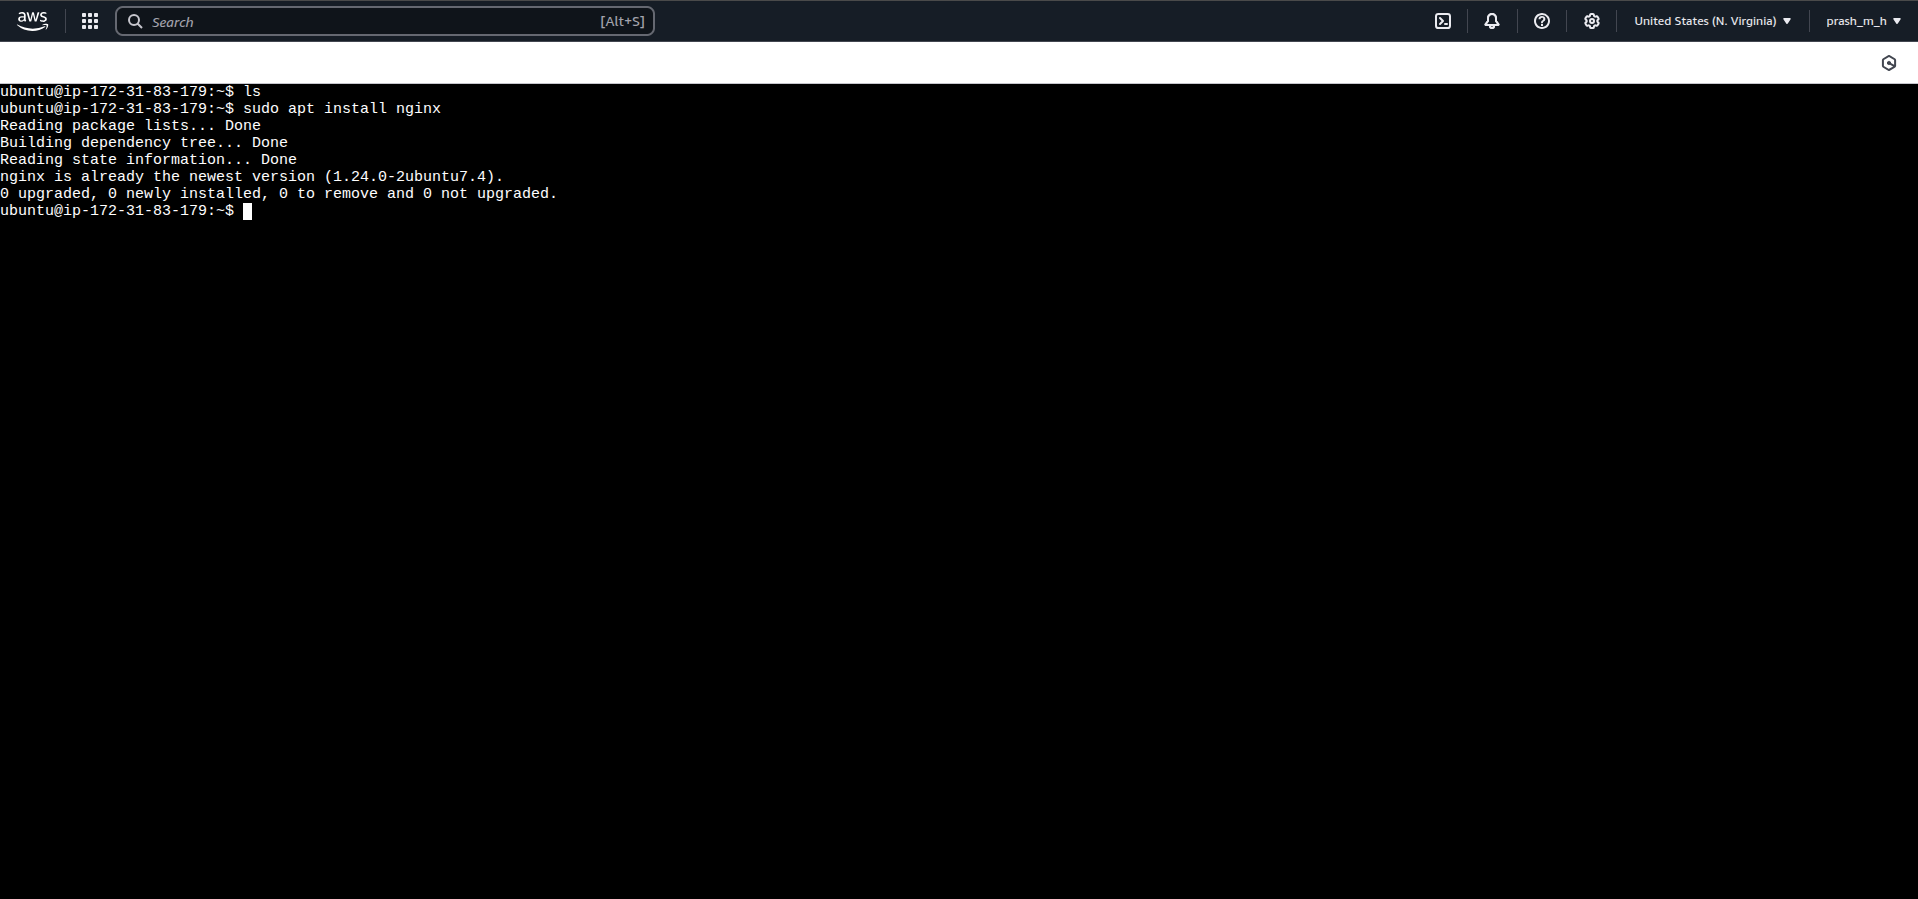 aws
Search [Alt+S]
United States (N. Virginia)
prash_m_h
ubuntu@ip-172-31-83-179:~$ ls
ubuntu@ip-172-31-83-179:~$ sudo apt install nginx
Reading package lists... Done
Building dependency tree... Done
Reading state information... Done
nginx is already the newest version (1.24.0-2ubuntu7.4).
0 upgraded, 0 newly installed, 0 to remove and 0 not upgraded.
ubuntu@ip-172-31-83-179:~$